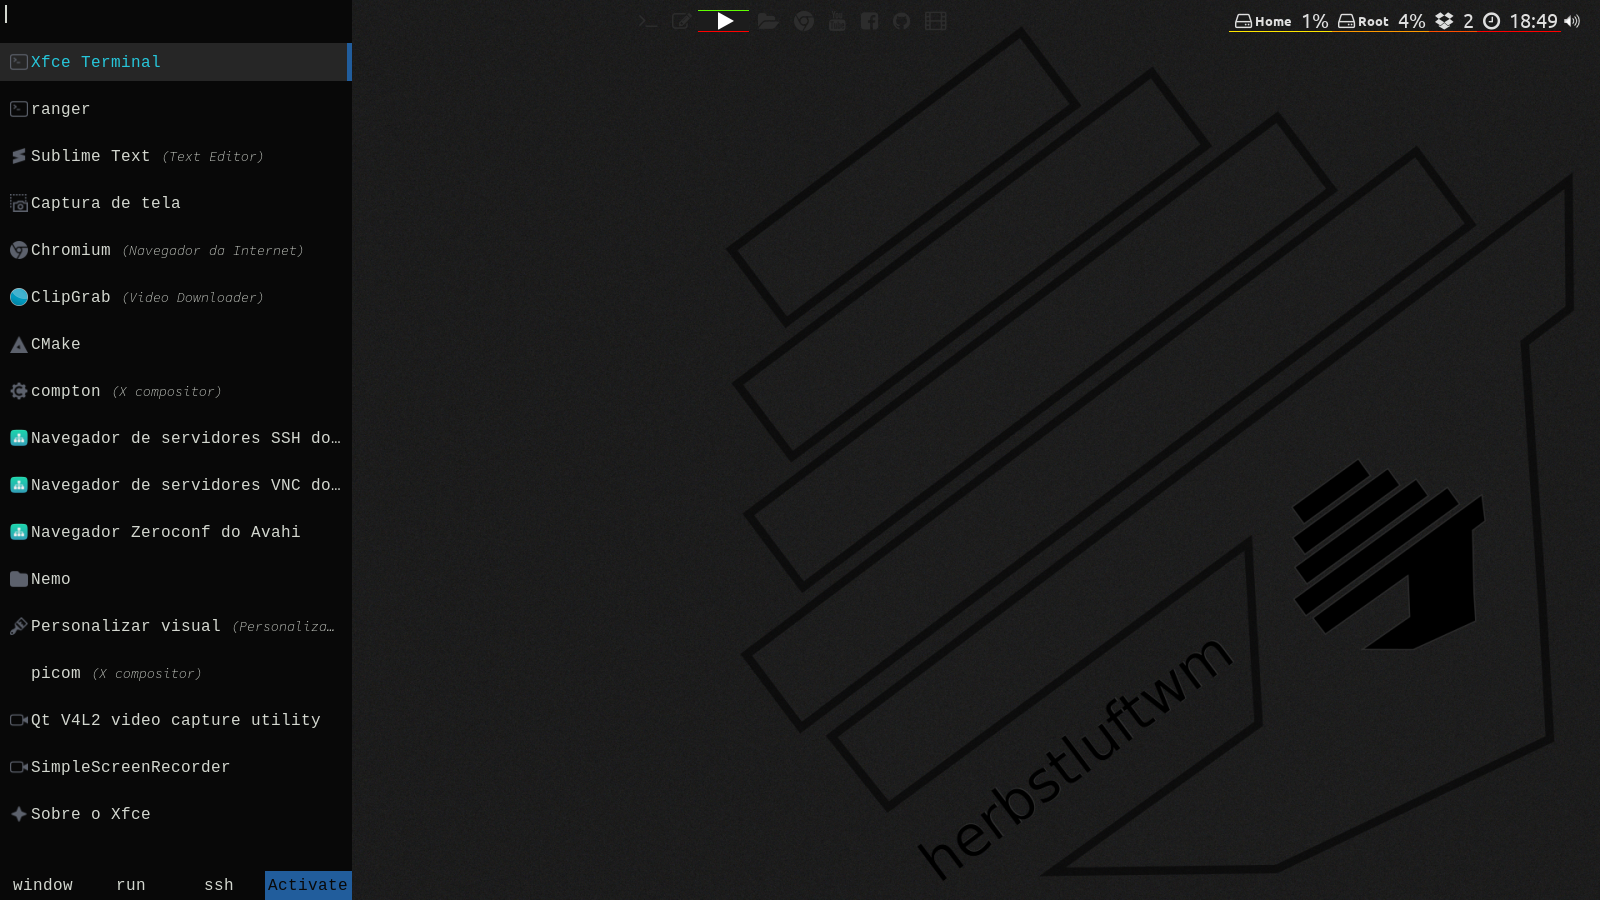 Home 1% Root 4% 2 18:49
Xfce Terminal
ranger
Sublime Text (Text Editor)
Captura de tela
Chromium (Navegador da Internet)
ClipGrab (Video Downloader)
CMake
compton (X compositor)
Navegador de servidores SSH do…
Navegador de servidores VNC do…
Navegador Zeroconf do Avahi
Nemo
Personalizar visual (Personaliza…
picom (X compositor)
Qt V4L2 video capture utility
SimpleScreenRecorder
Sobre o Xfce
window run ssh Activate
herbstluftwm